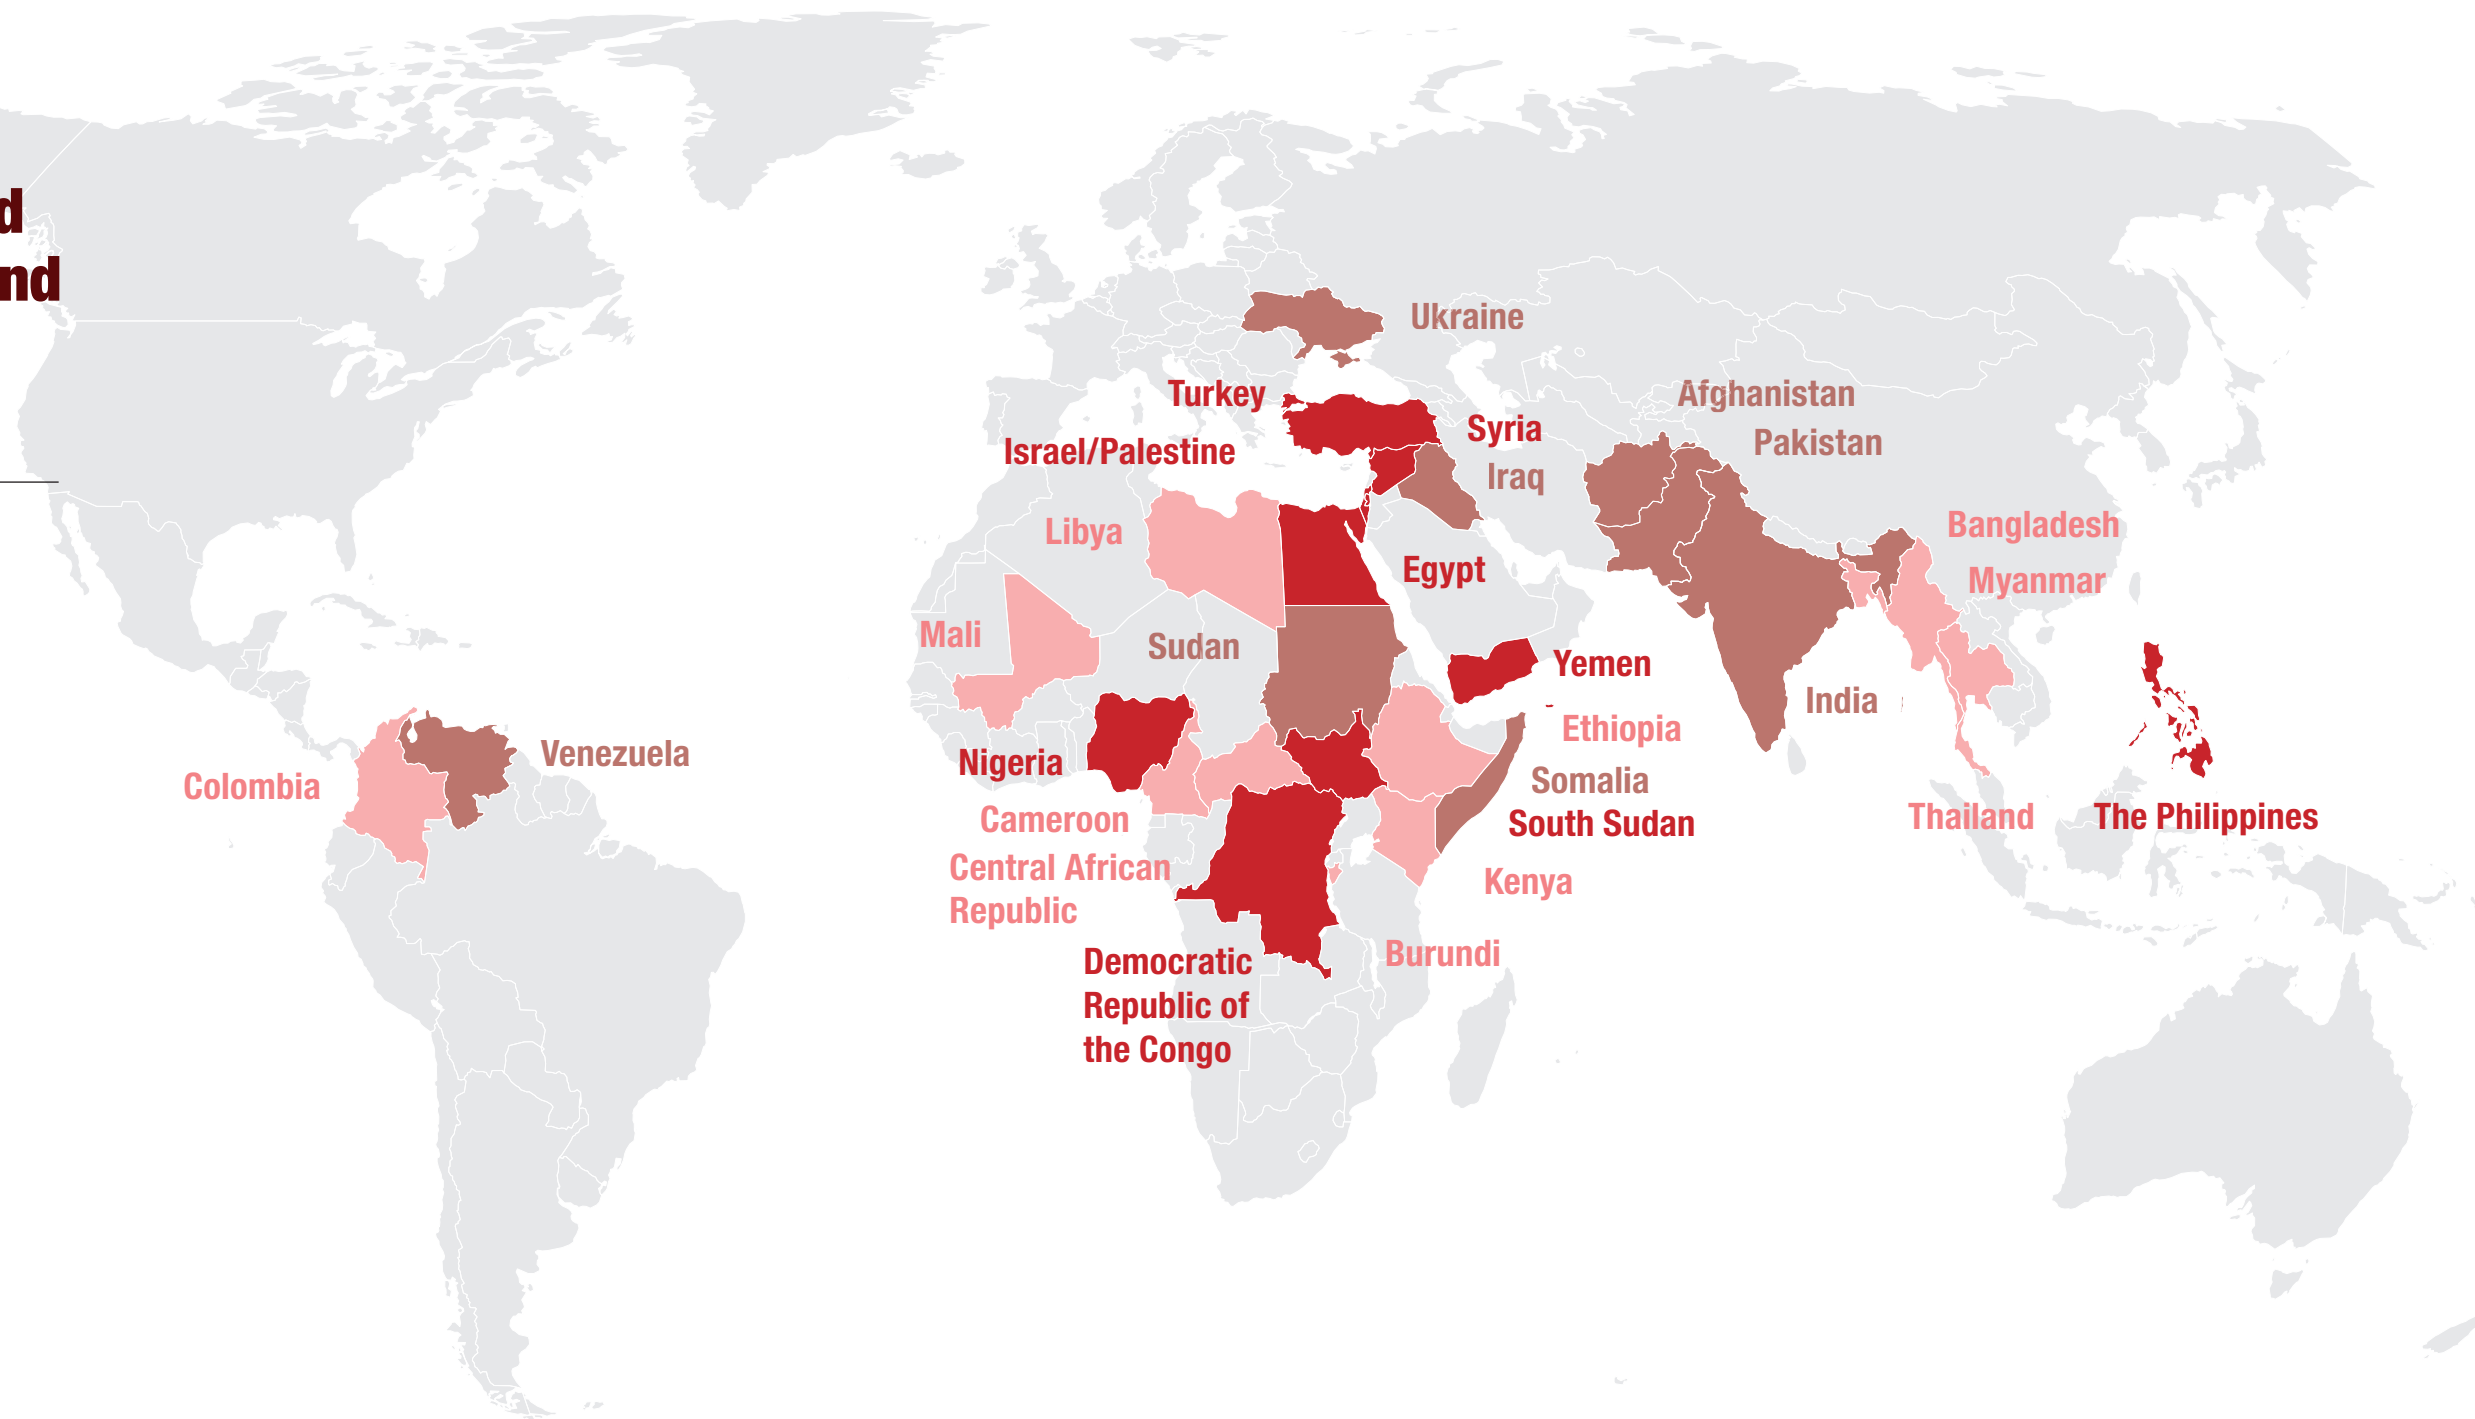 d
nd
Ukraine
Turkey
Afghanistan
Syria
Pakistan
Israel/Palestine
Iraq
Libya
Bangladesh
Egypt
Myanmar
Mali
Sudan
Yemen
India
Ethiopia
Venezuela
Nigeria
Colombia
Somalia
Cameroon
South Sudan
Thailand
The Philippines
Central African
Republic
Kenya
Burundi
Democratic
Republic of
the Congo